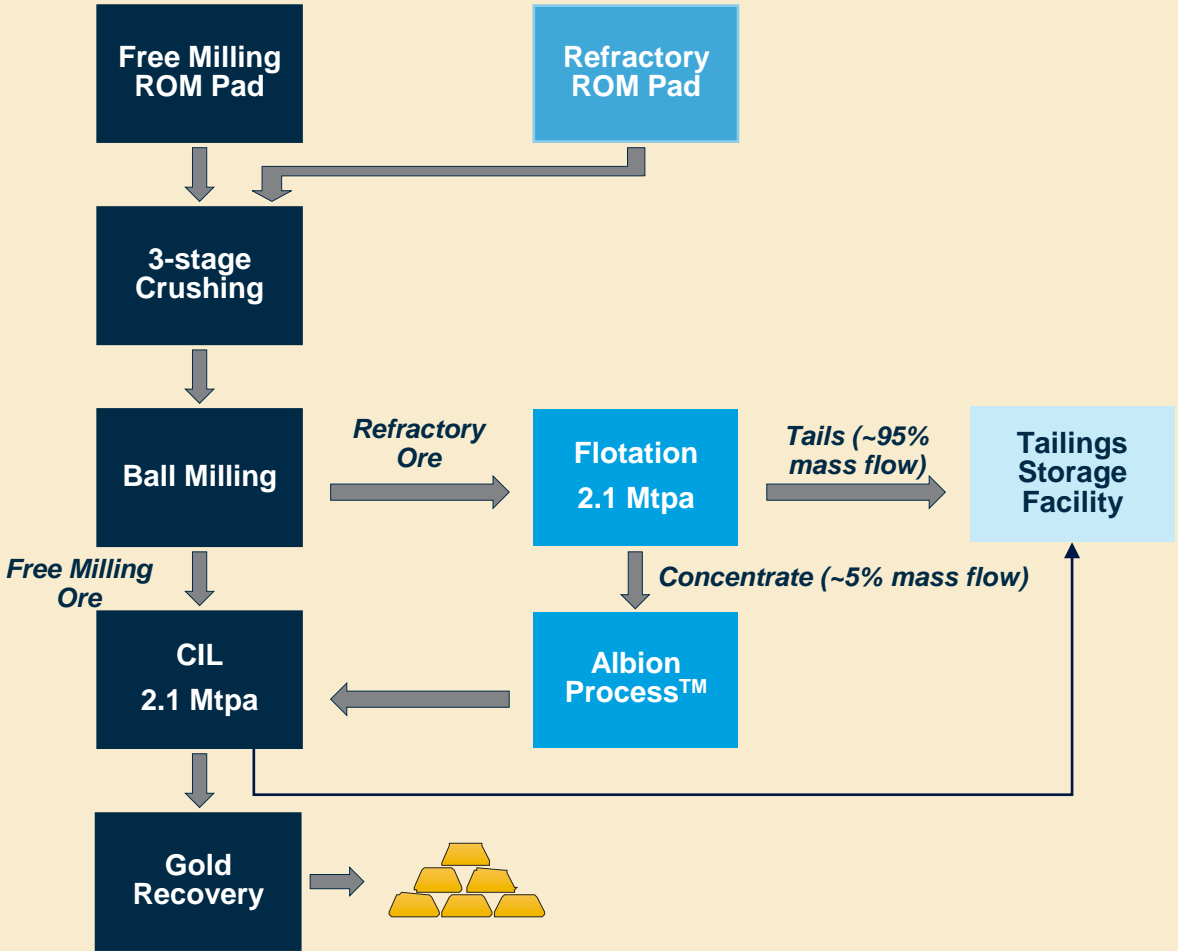 Free Milling
ROM Pad
Refractory
ROM Pad
3-stage
Crushing
Ball Milling
Refractory
Ore
Flotation
2.1 Mtpa
Tails (~95%
mass flow)
Tailings
Storage
Facility
Free Milling
Ore
Concentrate (~5% mass flow)
CIL
2.1 Mtpa
Albion
Process™
Gold
Recovery